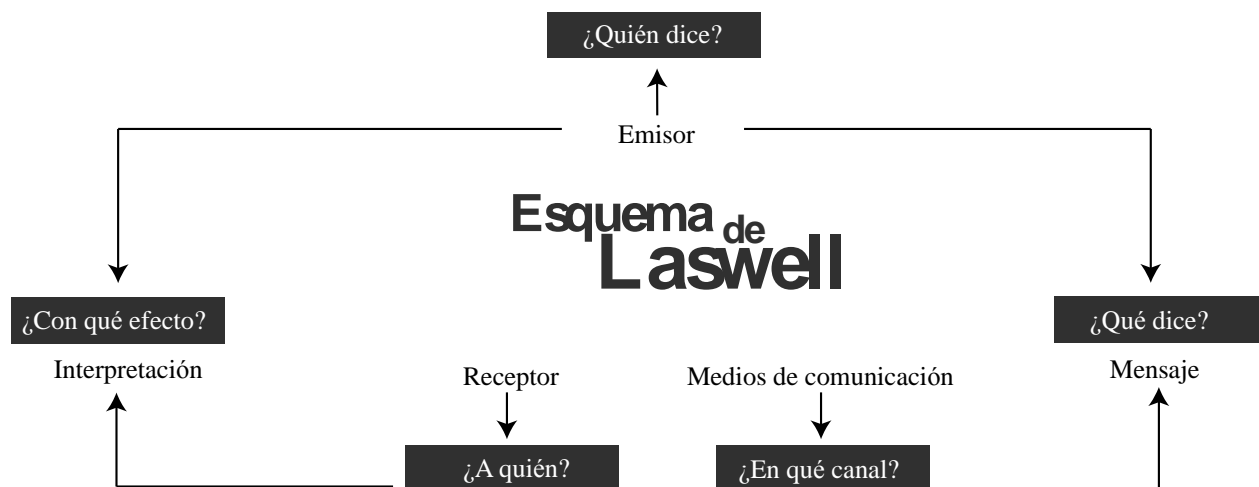 ¿Quién dice?
Emisor
Esquema de
Laswell
¿Con qué efecto?
¿Qué dice?
Interpretación
Receptor
Medios de comunicación
Mensaje
¿A quién?
¿En qué canal?